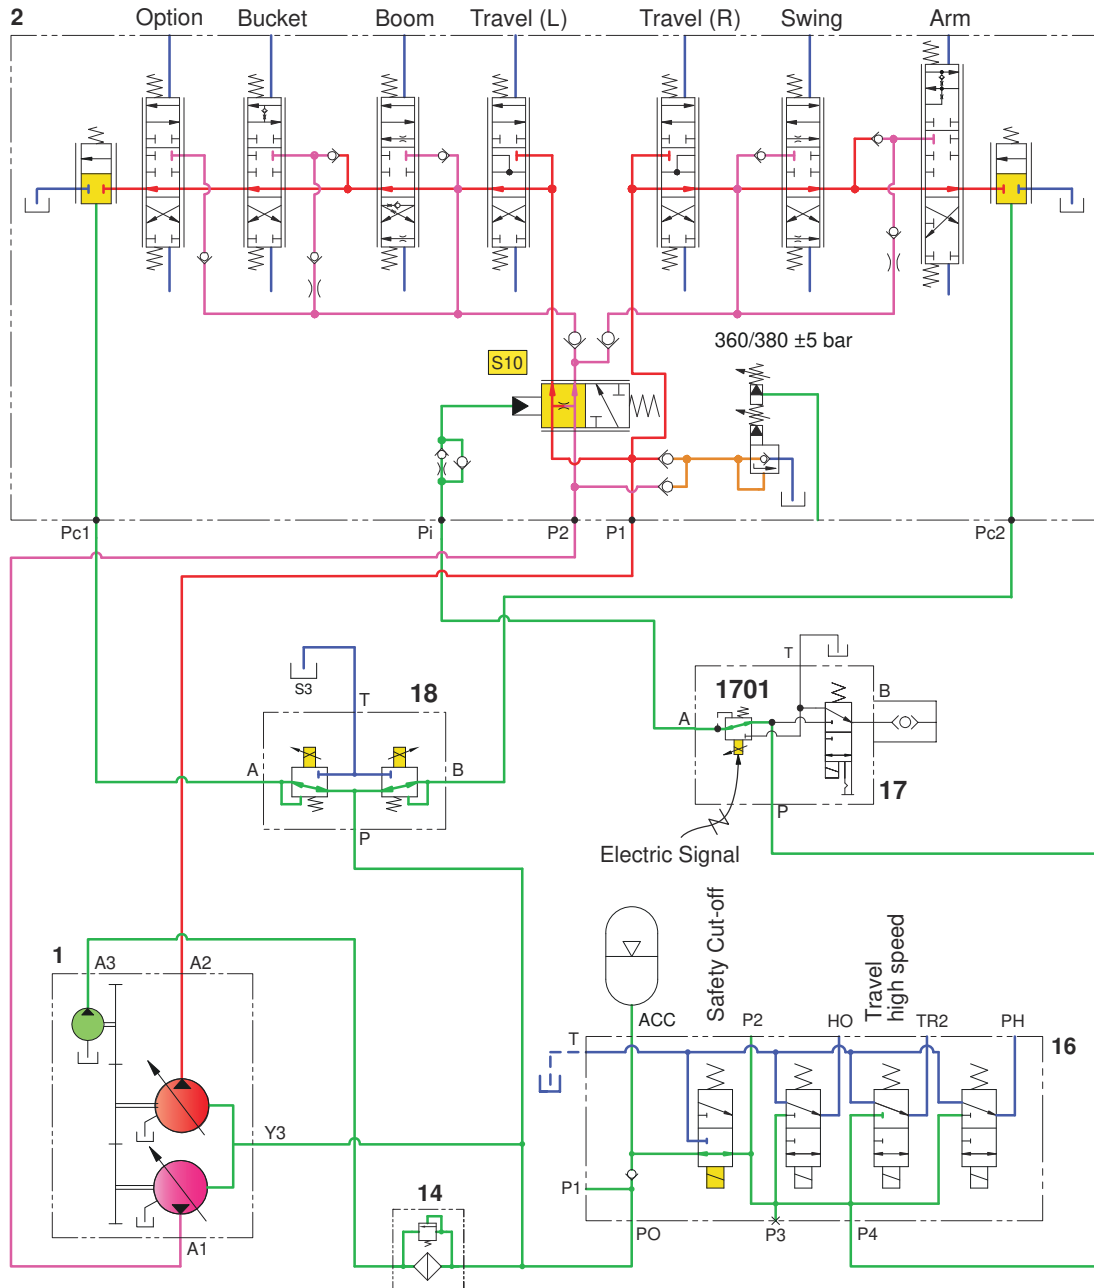 2 Option Bucket Boom Travel (L) Travel (R) Swing Arm
360/380 ±5 bar
S10
Pc1 Pi P2 P1 Pc2
S3
T
18
A B
P
T
1701
B
A
17
P
Electric Signal
Safety Cut-off
Travel
high speed
1
A3 A2
ACC P2 HO TR2 PH
T
16
Y3
P1
14
A1
PO P3 P4